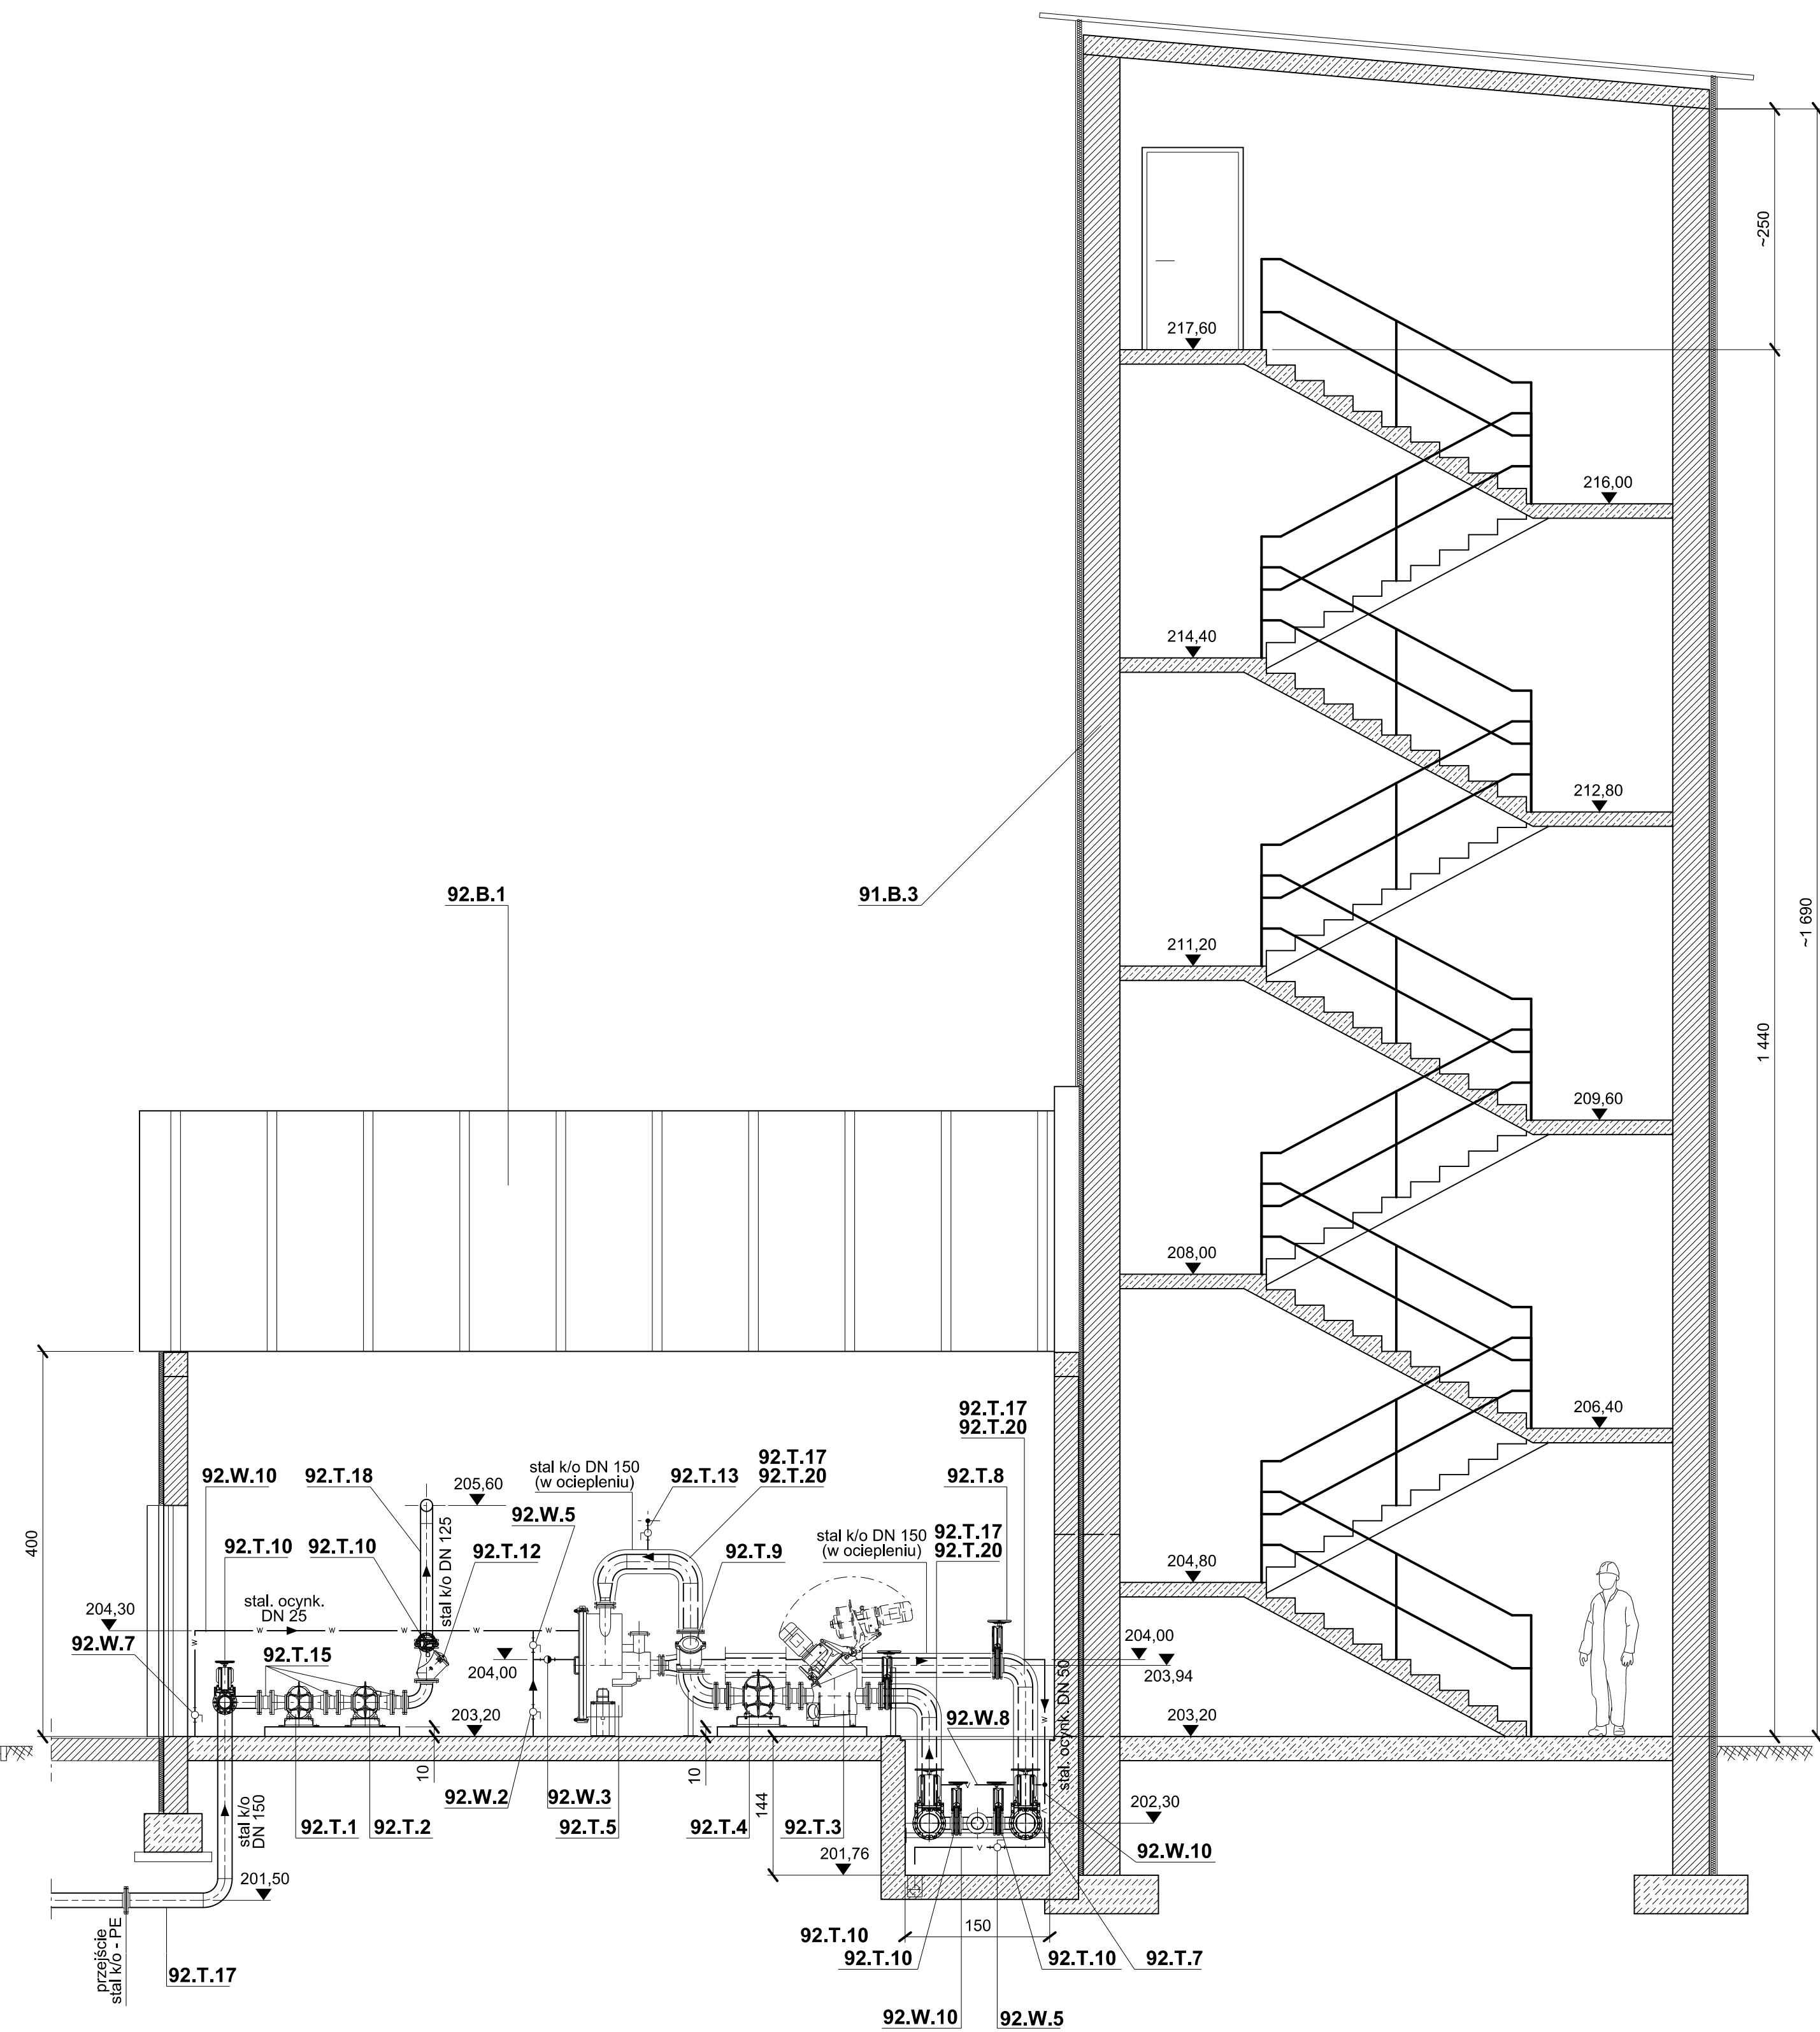 ~250
217,60
216,00
214,40
212,80
92.B.1
91.B.3
~1 690
211,20
1 440
209,60
208,00
206,40
92.T.17
92.T.20
92.T.17
92.T.20
stal k/o DN 150
(w ociepleniu)
92.W.10
92.T.18
205,60
92.T.13
92.T.8
92.W.5
400
stal k/o DN 125
92.T.10
92.T.10
92.T.12
92.T.9
stal k/o DN 150
(w ociepleniu)
92.T.17
92.T.20
204,80
204,30
stal. ocynk.
DN 25
w w w w w w
92.W.7
92.T.15
204,00
204,00
203,94
203,20
92.W.8
203,20
stal. ocynk. DN 50
10
10
144
92.W.2
92.W.3
202,30
stal k/o
DN 150
92.T.1
92.T.2
92.T.5
92.T.4
92.T.3
201,76
92.W.10
201,50
150
przejście
stal k/o - PE
92.T.10
92.T.10
92.T.10
92.T.7
92.T.17
92.W.10
92.W.5